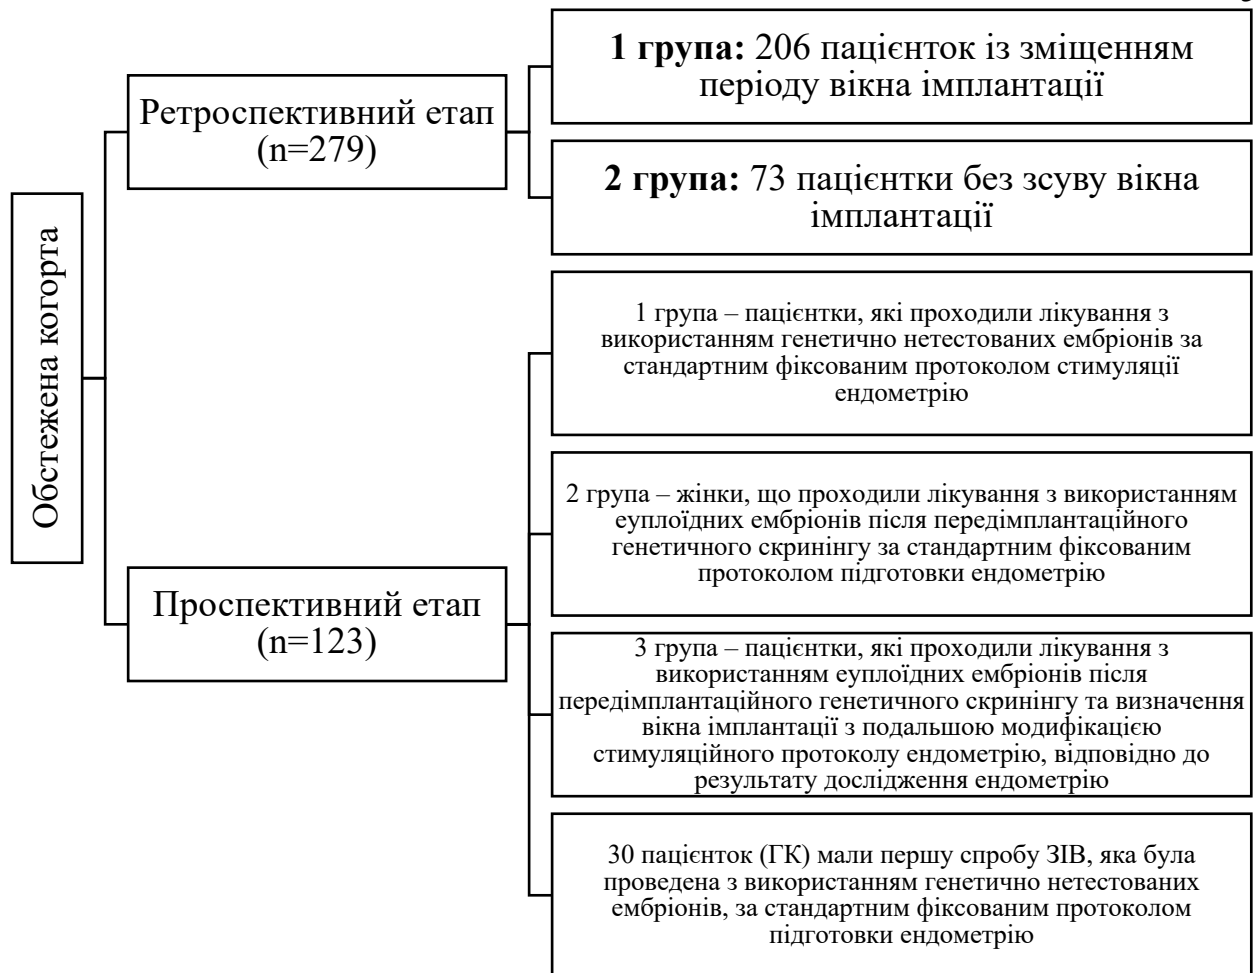 Обстежена когорта
Ретроспективний етап
(n=279)
1 група: 206 пацієнток із зміщенням
періоду вікна імплантації
2 група: 73 пацієнтки без зсуву вікна
імплантації
Проспективний етап
(n=123)
1 група – пацієнтки, які проходили лікування з
використанням генетично нетестованих ембріонів за
стандартним фіксованим протоколом стимуляції
ендометрію
2 група – жінки, що проходили лікування з використанням
еуплоїдних ембріонів після передімплантаційного
генетичного скринінгу за стандартним фіксованим
протоколом підготовки ендометрію
3 група – пацієнтки, які проходили лікування з
використанням еуплоїдних ембріонів після
передімплантаційного генетичного скринінгу та визначення
вікна імплантації з подальшою модифікацією
стимуляційного протоколу ендометрію, відповідно до
результату дослідження ендометрію
30 пацієнток (ГК) мали першу спробу ЗІВ, яка була
проведена з використанням генетично нетестованих
ембріонів, за стандартним фіксованим протоколом
підготовки ендометрію